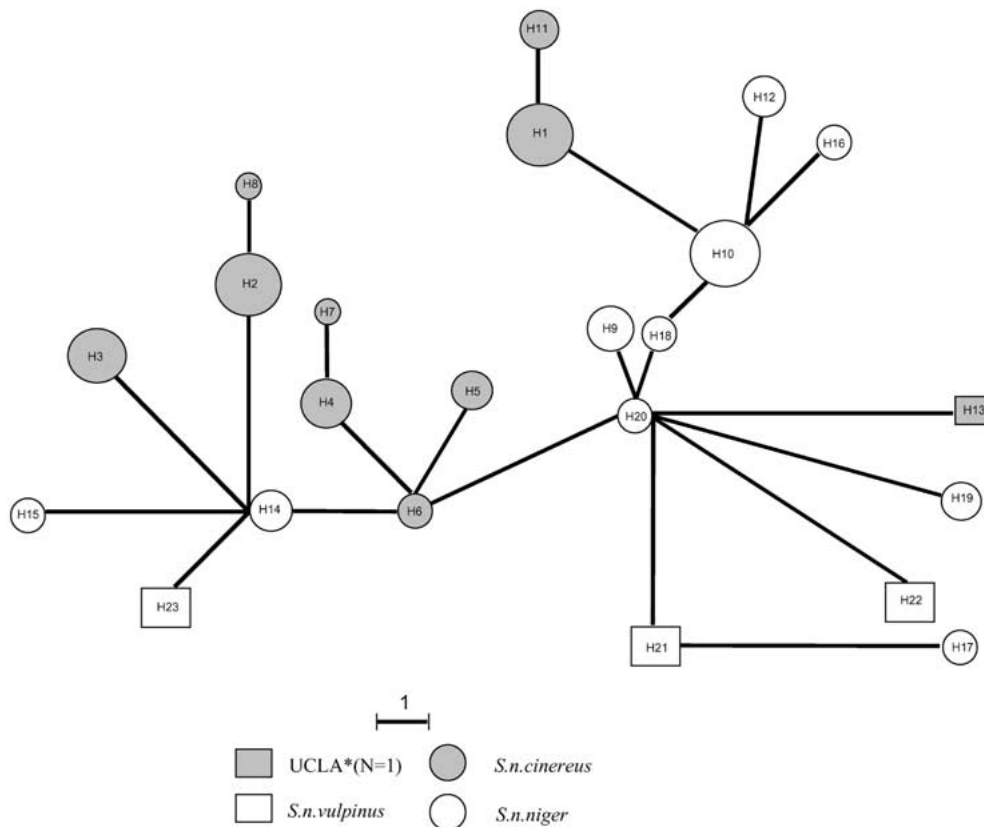 H11
H12
H1
H16
H8
H10
H2
H7
H9
H18
H3
H5
H4
H20
H13
H14
H6
H15
H19
H23
H22
H21
H17
1
UCLA*(N=1)
S.n.cinereus
S.n.vulpinus
S.n.niger